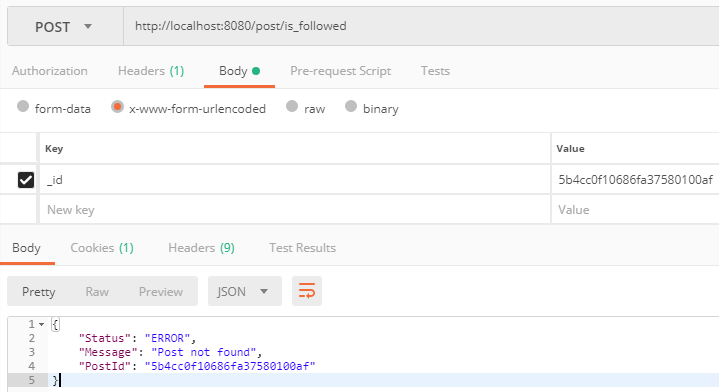 POST http://localhost:8080/post/is_followed
Authorization Headers (1) Body Pre-request Script Tests
form-data x-www-form-urlencoded raw binary
Key Value
_id 5b4cc0f10686fa37580100af
New key Value
Body Cookies (1) Headers (9) Test Results
Pretty Raw Preview JSON
1 {
2 "Status": "ERROR",
3 "Message": "Post not found",
4 "PostId": "5b4cc0f10686fa37580100af"
5 }